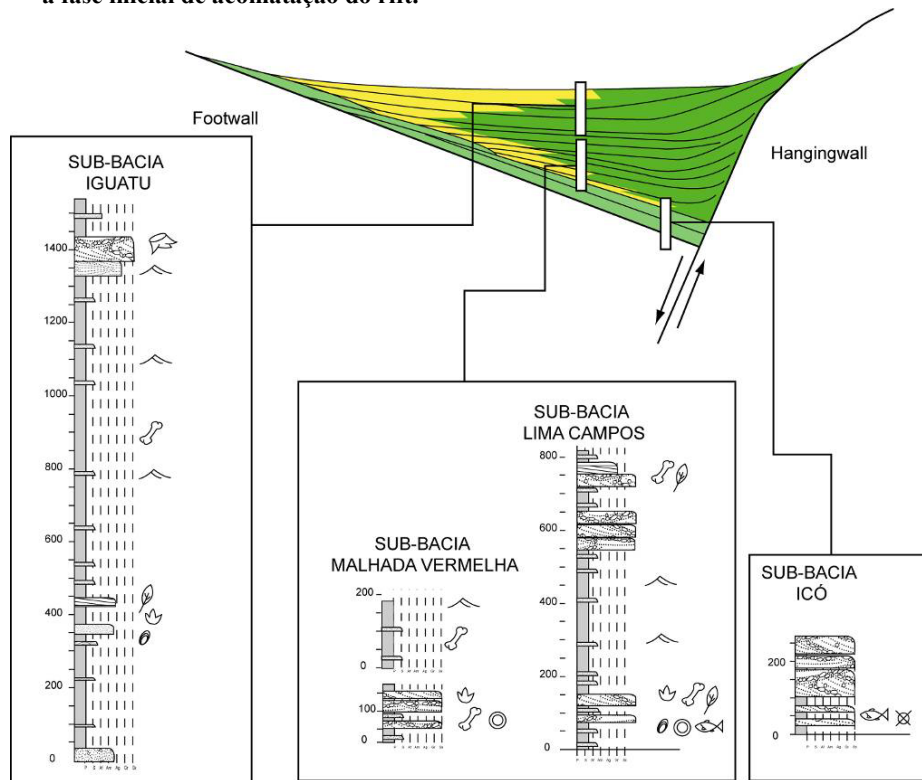 a fase inicial de acomatação do rift.
Footwall
Hangingwall
SUB-BACIA
IGUATU
1400
1200
1000
800
600
400
200
0
SUB-BACIA
MALHADA VERMELHA
200
100
0
100
0
SUB-BACIA
LIMA CAMPOS
800
600
400
200
0
SUB-BACIA
ICÓ
200
0